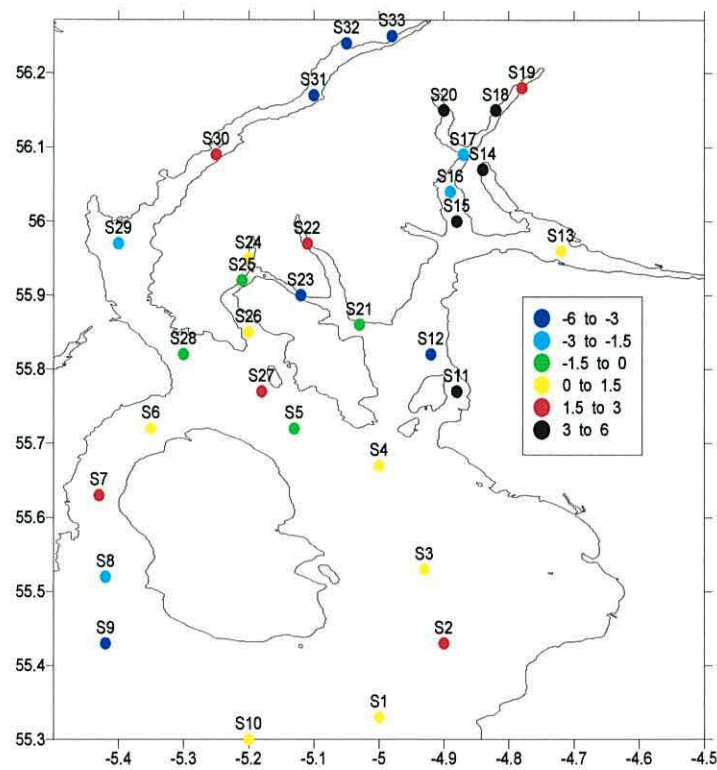 S32 S33
56.2
S31
S20 S18 S19
56.1
S30
S17 S14
S16
S15
56
S29
S24 S22
S13
S25
S23
55.9
S21
S26
S28
S12
55.8
S27
S11
-6 to -3
-3 to -1.5
-1.5 to 0
0 to 1.5
1.5 to 3
3 to 6
S6 S5
55.7
S4
S7
55.6
S3
S8
55.5
S9 S2
55.4
S1
S10
55.3
-5.4 -5.3 -5.2 -5.1 -5 -4.9 -4.8 -4.7 -4.6 -4.5